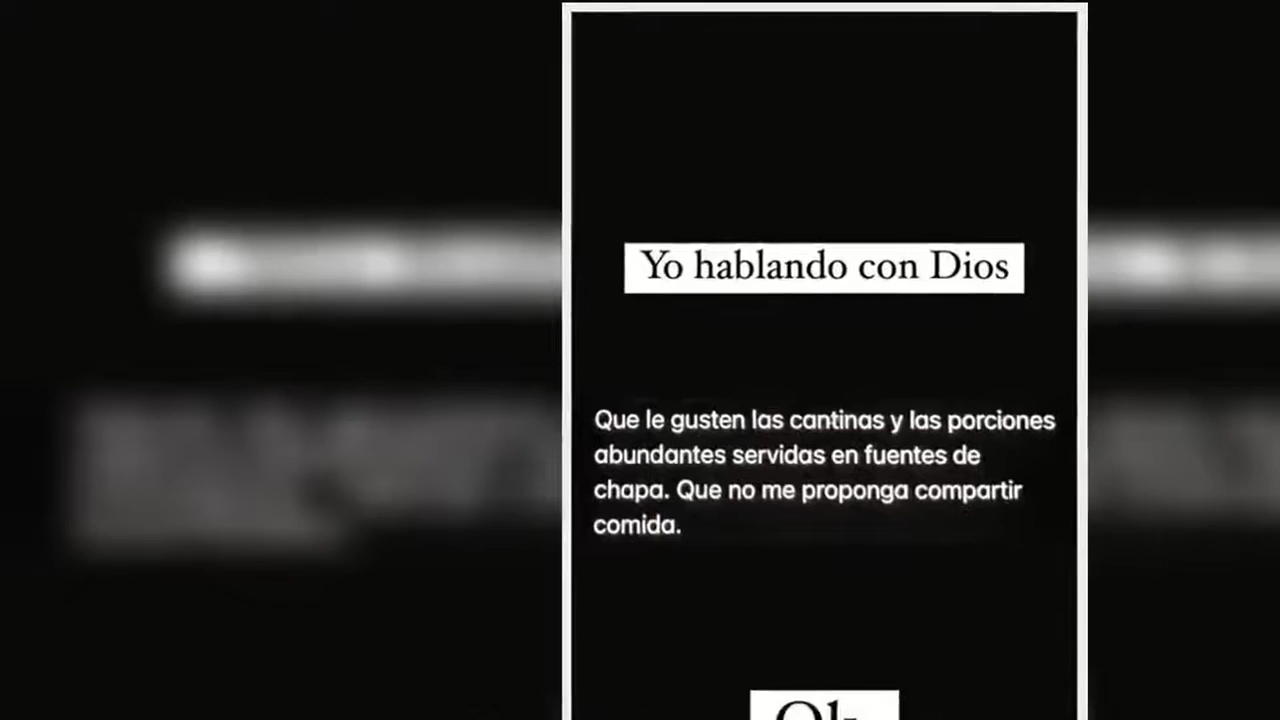 Yo hablando con Dios
Que le gusten las cantinas y las porciones
abundantes servidas en fuentes de
chapa. Que no me proponga compartir
comida.